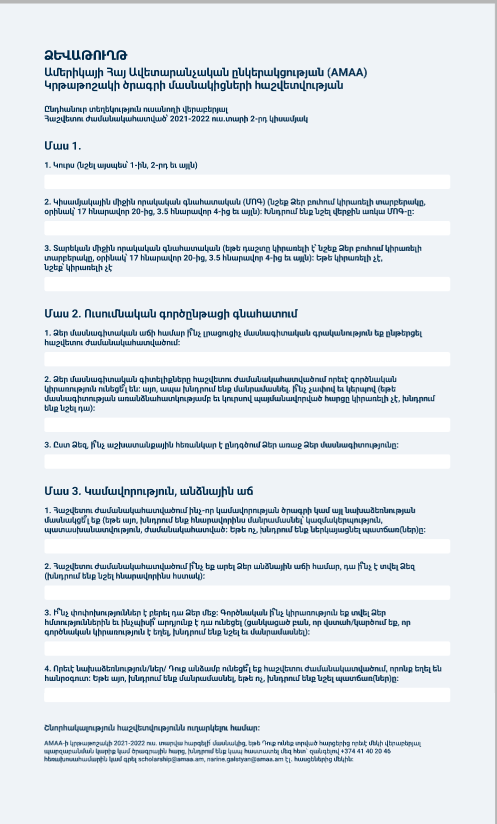 ՁԵՎԱԹՈՒՂԹ
Ամերիկայի Հայ Ավետարանչական ընկերակցության (AMAA)
Կրթաթոշակի ծրագրի մասնակիցների հաշվետվության
Ընդհանուր տեղեկություն ուսանողի վերաբերյալ
Հաշվետու ժամանակահատված՝ 2021-2022 ուս.տարի 2-րդ կիսամյակ
Մաս 1.
1. Կուրս (նշել այսպես՝ 1-ին, 2-րդ եւ այլն)
2. Կիսամյակային միջին որակական գնահատական (ՄՈԳ) (նշեք Ձեր բուհում կիրառելի տարբերակը,
օրինակ՝ 17 հնարավոր 20-ից, 3.5 հնարավոր 4-ից եւ այլն): Խնդրում ենք նշել վերջին առկա ՄՈԳ-ը:
3. Տարեկան միջին որակական գնահատական (եթե դաշտը կիրառելի է՝ նշեք Ձեր բուհում կիրառելի
տարբերակը, օրինակ՝ 17 հնարավոր 20-ից, 3.5 հնարավոր 4-ից եւ այլն): Եթե կիրառելի չէ,
նշեք՝ կիրառելի չէ
Մաս 2. Ուսումնական գործընթացի գնահատում
1. Ձեր մասնագիտական աճի համար ի՞նչ լրացուցիչ մասնագիտական գրականություն եք ընթերցել
հաշվետու ժամանակահատվածում:
2. Ձեր մասնագիտական գիտելիքները հաշվետու ժամանակահատվածում որեւէ գործնական
կիրառություն ունեցե՞լ են: այո, ապա խնդրում ենք մանրամասնել, ի՞նչ չափով եւ կերպով (եթե
մասնագիտության առանձնահատկությամբ եւ կուրսով պայմանավորված հարցը կիրառելի չէ, խնդրում
ենք նշել դա):
3. Ըստ Ձեզ, ի՞նչ աշխատանքային հեռանկար է ընդգծում Ձեր առաջ Ձեր մասնագիտությունը:
Մաս 3. Կամավորություն, անձնային աճ
1. Հաշվետու ժամանակահատվածում ինչ-որ կամավորության ծրագրի կամ այլ նախաձեռնության
մասնակցե՞լ եք (եթե այո, խնդրում ենք հնարավորինս մանրամասնել՝ կազմակերպություն,
պատասխանատվություն, ժամանակահատված: Եթե ոչ, խնդրում ենք ներկայացնել պատճառ(ներ)ը:
2. Հաշվետու ժամանակահատվածում ի՞նչ եք արել Ձեր անձնային աճի համար, դա ի՞նչ է տվել Ձեզ
(խնդրում ենք նշել հնարավորինս հստակ):
3. Ի՞նչ փոփոխություններ է բերել դա Ձեր մեջ: Գործնական ի՞նչ կիրառություն եք տվել Ձեր
հմտություններին եւ ինչպիսի՞ արդյունք է դա ունեցել (ցանկացած բան, որ վստահ/կարծում եք, որ
գործնական կիրառություն է եղել, խնդրում ենք նշել եւ մանրամասնել):
4. Որեւէ նախաձեռնություն/ներ/ Դուք անձամբ ունեցե՞լ եք հաշվետու ժամանակատվածում, որոնք եղել են
հանրօգուտ: Եթե այո, խնդրում ենք մանրամասնել, եթե ոչ, խնդրում ենք նշել պատճառ(ներ)ը:
Շնորհակալություն հաշվետվությունն ուղարկելու համար:
AMAA-ի կրթաթոշակի 2021-2022 ուս. տարվա հարգելի՛ մասնակից, եթե Դուք ունեք տրված հարցերից որեւէ մեկի վերաբերյալ
պարզաբանման կարիք կամ ծրագրային հարց, խնդրում ենք կապ հաստատել մեզ հետ՝ զանգելով +374 41 40 20 46
հեռախոսահամարին կամ գրել scholarship@amaa.am, narine.galstyan@amaa.am էլ. հասցեներից մեկին: